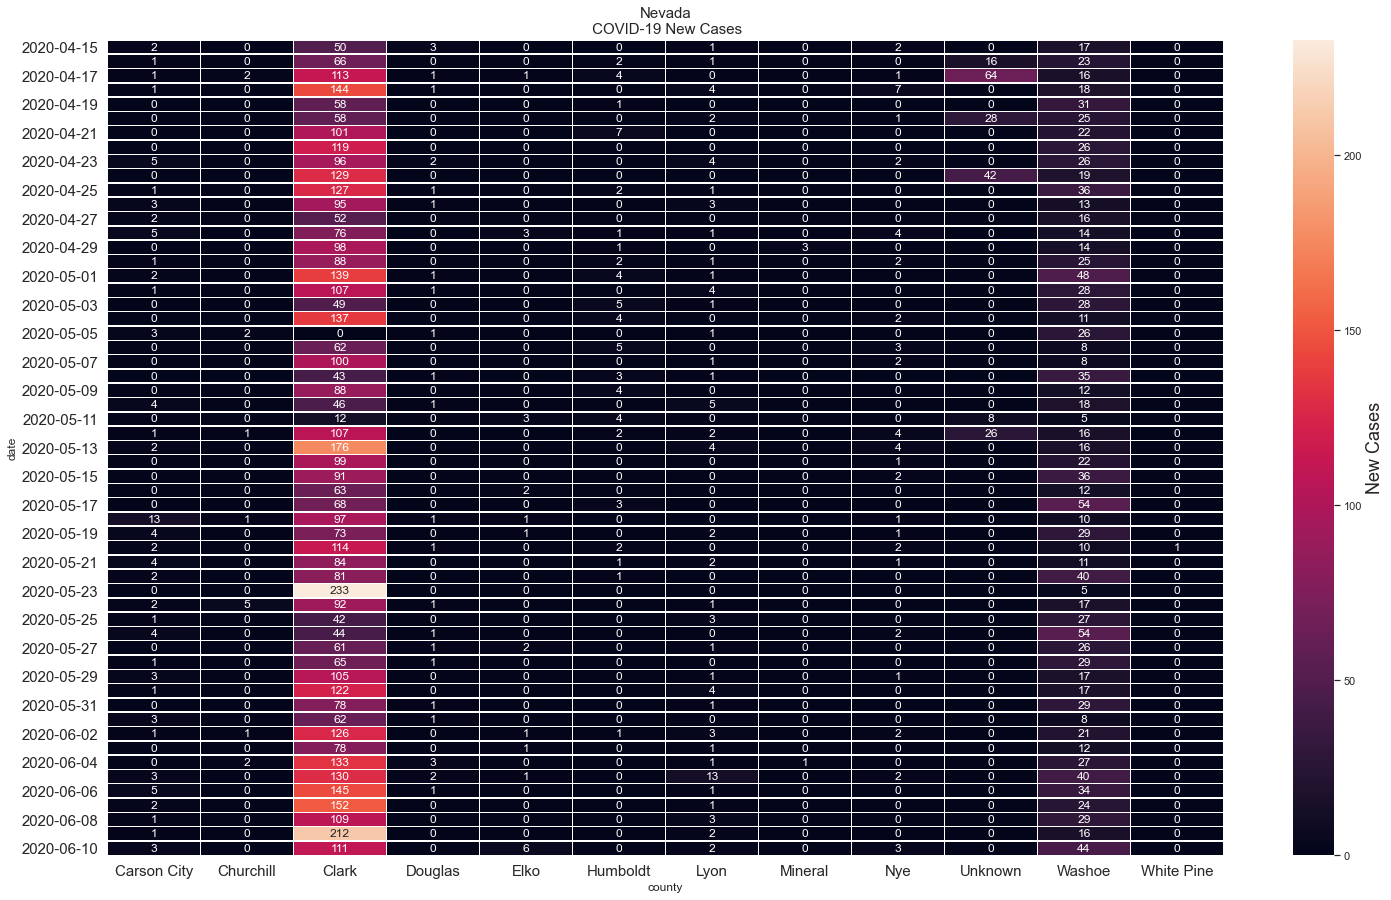 Nevada
COVID-19 New Cases
2020-04-15 2 0 50 3 0 0 1 0 2 0 17 0
1 0 66 0 0 2 1 0 0 16 23 0
2020-04-17 1 2 113 1 1 4 0 0 1 64 16 0
1 0 144 1 0 0 4 0 7 0 18 0
2020-04-19 0 0 58 0 0 1 0 0 0 0 31 0
0 0 58 0 0 0 2 0 1 28 25 0
2020-04-21 0 0 101 0 0 7 0 0 0 0 22 0
0 0 119 0 0 0 0 0 0 0 26 0
2020-04-23 5 0 96 2 0 0 4 0 2 0 26 0
0 0 129 0 0 0 0 0 0 42 19 0
2020-04-25 1 0 127 1 0 2 1 0 0 0 36 0
3 0 95 1 0 0 3 0 0 0 13 0
2020-04-27 2 0 52 0 0 0 0 0 0 0 16 0
5 0 76 0 3 1 1 0 4 0 14 0
2020-04-29 0 0 98 0 0 1 0 3 0 0 14 0
1 0 88 0 0 2 1 0 2 0 25 0
2020-05-01 2 0 139 1 0 4 1 0 0 0 48 0
1 0 107 1 0 0 4 0 0 0 28 0
2020-05-03 0 0 49 0 0 5 1 0 0 0 28 0
0 0 137 0 0 4 0 0 2 0 11 0
2020-05-05 3 2 0 1 0 0 1 0 0 0 26 0
0 0 62 0 0 5 0 0 3 0 8 0
2020-05-07 0 0 100 0 0 0 1 0 2 0 8 0
0 0 43 1 0 3 1 0 0 0 35 0
2020-05-09 0 0 88 0 0 4 0 0 0 0 12 0
4 0 46 1 0 0 5 0 0 0 18 0
2020-05-11 0 0 12 0 3 4 0 0 0 8 5 0
1 1 107 0 0 2 2 0 4 26 16 0
2020-05-13 2 0 176 0 0 0 4 0 4 0 16 0
0 0 99 0 0 0 0 0 1 0 22 0
2020-05-15 0 0 91 0 0 0 0 0 2 0 36 0
0 0 63 0 2 0 0 0 0 0 12 0
2020-05-17 0 0 68 0 0 3 0 0 0 0 54 0
13 1 97 1 1 0 0 0 1 0 10 0
2020-05-19 4 0 73 0 1 0 2 0 1 0 29 0
2 0 114 1 0 2 0 0 2 0 10 1
2020-05-21 4 0 84 0 0 1 2 0 1 0 11 0
2 0 81 0 0 1 0 0 0 0 40 0
2020-05-23 0 0 233 0 0 0 0 0 0 0 5 0
2 5 92 1 0 0 1 0 0 0 17 0
2020-05-25 1 0 42 0 0 0 3 0 0 0 27 0
4 0 44 1 0 0 0 0 2 0 54 0
2020-05-27 0 0 61 1 2 0 1 0 0 0 26 0
1 0 65 1 0 0 0 0 0 0 29 0
2020-05-29 3 0 105 0 0 0 1 0 1 0 17 0
1 0 122 0 0 0 4 0 0 0 17 0
2020-05-31 0 0 78 1 0 0 1 0 0 0 29 0
3 0 62 1 0 0 0 0 0 0 8 0
2020-06-02 1 1 126 0 1 1 3 0 2 0 21 0
0 0 78 0 1 0 1 0 0 0 12 0
2020-06-04 0 2 133 3 0 0 1 1 0 0 27 0
3 0 130 2 1 0 13 0 2 0 40 0
2020-06-06 5 0 145 1 0 0 1 0 0 0 34 0
2 0 152 0 0 0 1 0 0 0 24 0
2020-06-08 1 0 109 0 0 0 3 0 0 0 29 0
1 0 212 0 0 0 2 0 0 0 16 0
2020-06-10 3 0 111 0 6 0 2 0 3 0 44 0
Carson City Churchill Clark Douglas Elko Humboldt Lyon Mineral Nye Unknown Washoe White Pine
county
date
200
150
100
50
0
New Cases